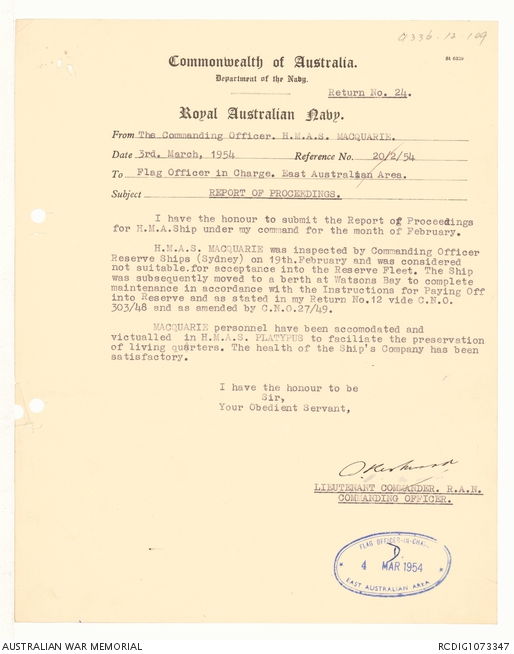 0336-12-109
Commonwealth of Australia.
Department of the Navy.
Return No. 24.
Royal Australian Navy.
From The Commanding Officer. H.M.A.S. MACQUARIE.
Date 3rd. March, 1954 Reference No. 20/2/54
To Flag Officer in Charge. East Australian Area.
Subject REPORT OF PROCEEDINGS.
I have the honour to submit the Report of Proceedings
for H.M.A.Ship under my command for the month of February.
H.M.A.S. MACQUARIE was inspected by Commanding Officer
Reserve Ships (Sydney) on 19th.February and was considered
not suitable.for acceptance into the Reserve Fleet. The Ship
was subsequently moved to a berth at Watsons Bay to complete
maintenance in accordance with the Instructions for Paying Off
into Reserve and as stated in my Return No.12 vide C.N.O.
303/48 and as amended by C.N.O.27/49.
MACQUARIE personnel have been accomodated and
victualled in H.M.A.S. PLATYPUS to faciliate the preservation
of living quarters. The health of the Ship's Company has been
satisfactory.
I have the honour to be
Sir,
Your Obedient Servant,
LIEUTENANT COMMANDER. R.A.N.
COMMANDING OFFICER.
FLAG OFFICER-IN-CHARGE
4 MAR 1954
EAST AUSTRALIAN AREA
AUSTRALIAN WAR MEMORIAL
RCDIG1073347